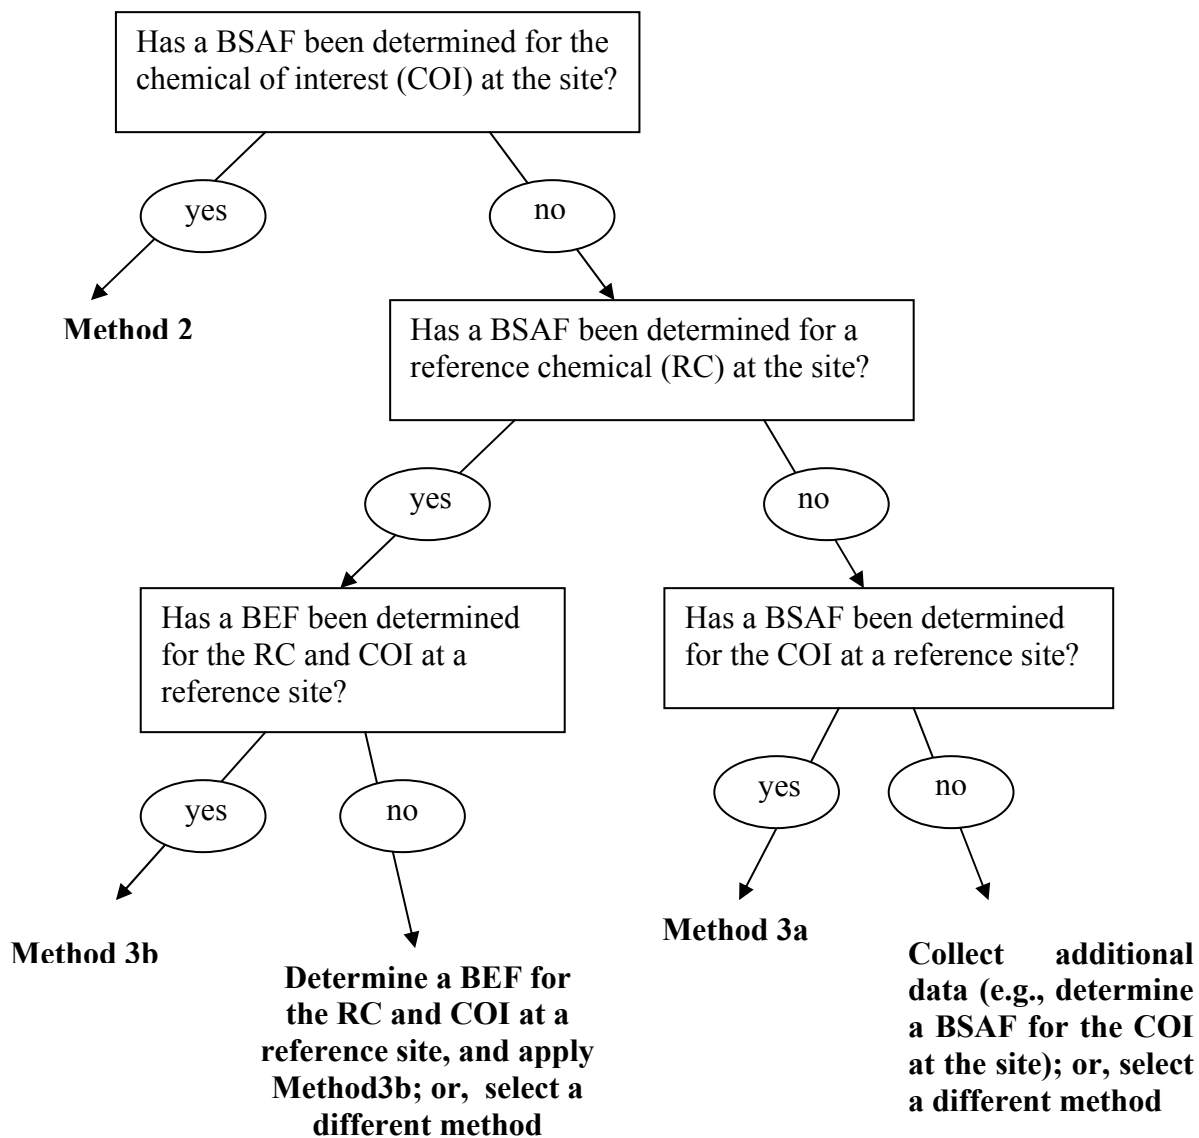 Has a BSAF been determined for the
chemical of interest (COI) at the site?
yes
no
Method 2
Has a BSAF been determined for a
reference chemical (RC) at the site?
yes
no
Has a BEF been determined
for the RC and COI at a
reference site?
Has a BSAF been determined
for the COI at a reference site?
yes
no
yes
no
Method 3b
Determine a BEF for
the RC and COI at a
reference site, and apply
Method3b; or, select a
different method
Method 3a
Collect additional
data (e.g., determine
a BSAF for the COI
at the site); or, select
a different method